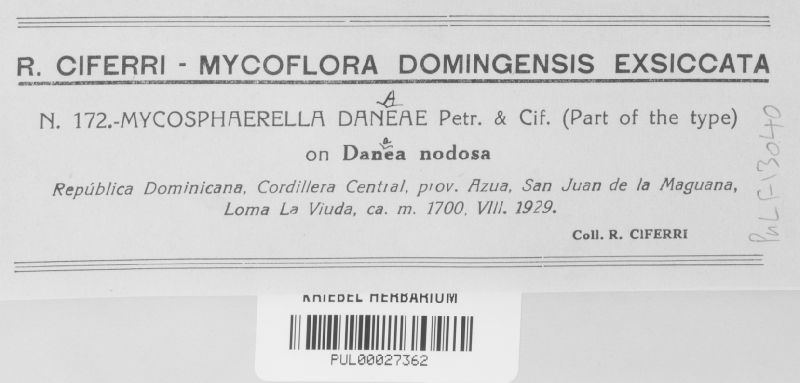 R. CIFERRI - MYCOFLORA DOMINGENSIS EXSICCATA
A
N. 172.-MYCOSPHAERELLA DANEAE Petr. & Cif. (Part of the type)
a
on Danea nodosa
República Dominicana, Cordillera Central, prov. Azua, San Juan de la Maguana,
Loma La Viuda, ca. m. 1700, VIII. 1929.
Coll. R. CIFERRI
PuL F-13040
KRIEBEL HERBARIUM
PUL00027362